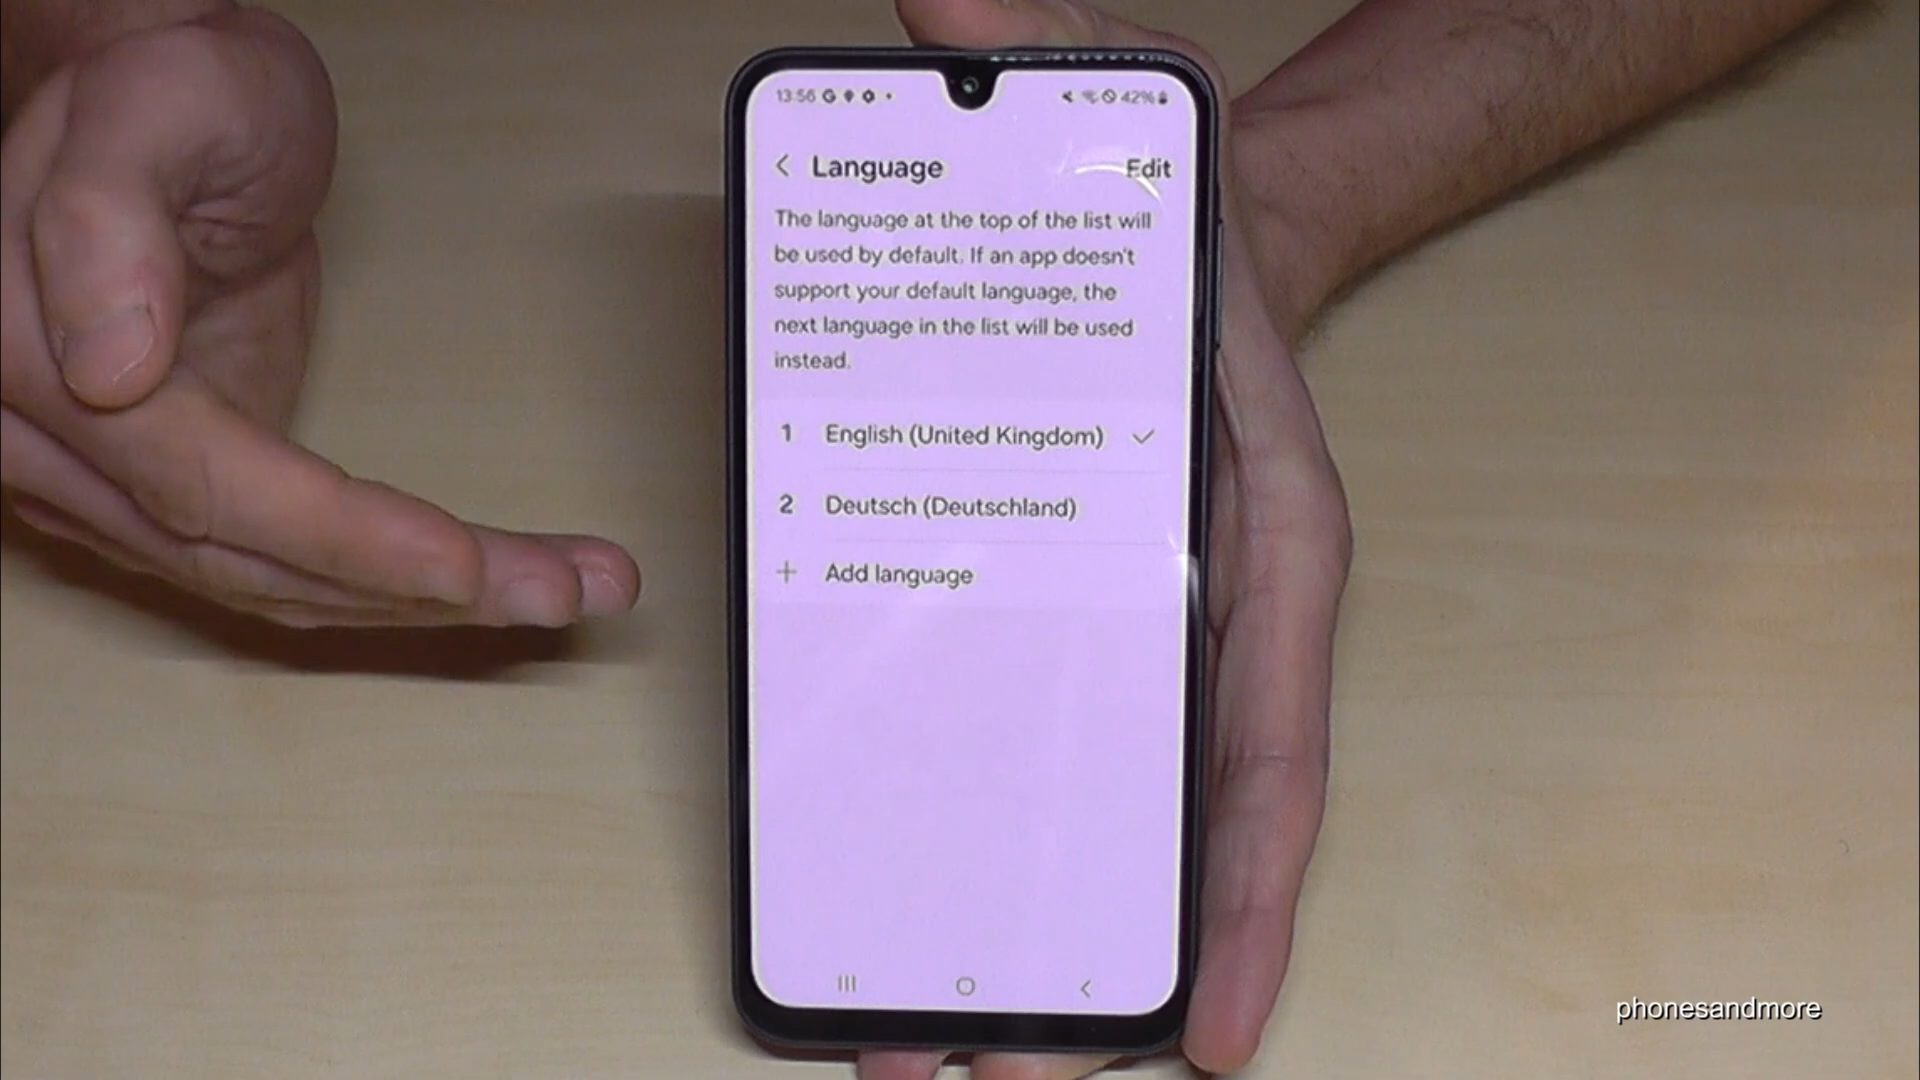 13:56 42%
Language Edit
The language at the top of the list will
be used by default. If an app doesn't
support your default language, the
next language in the list will be used
instead.
1 English (United Kingdom)
2 Deutsch (Deutschland)
+ Add language
phonesandmore